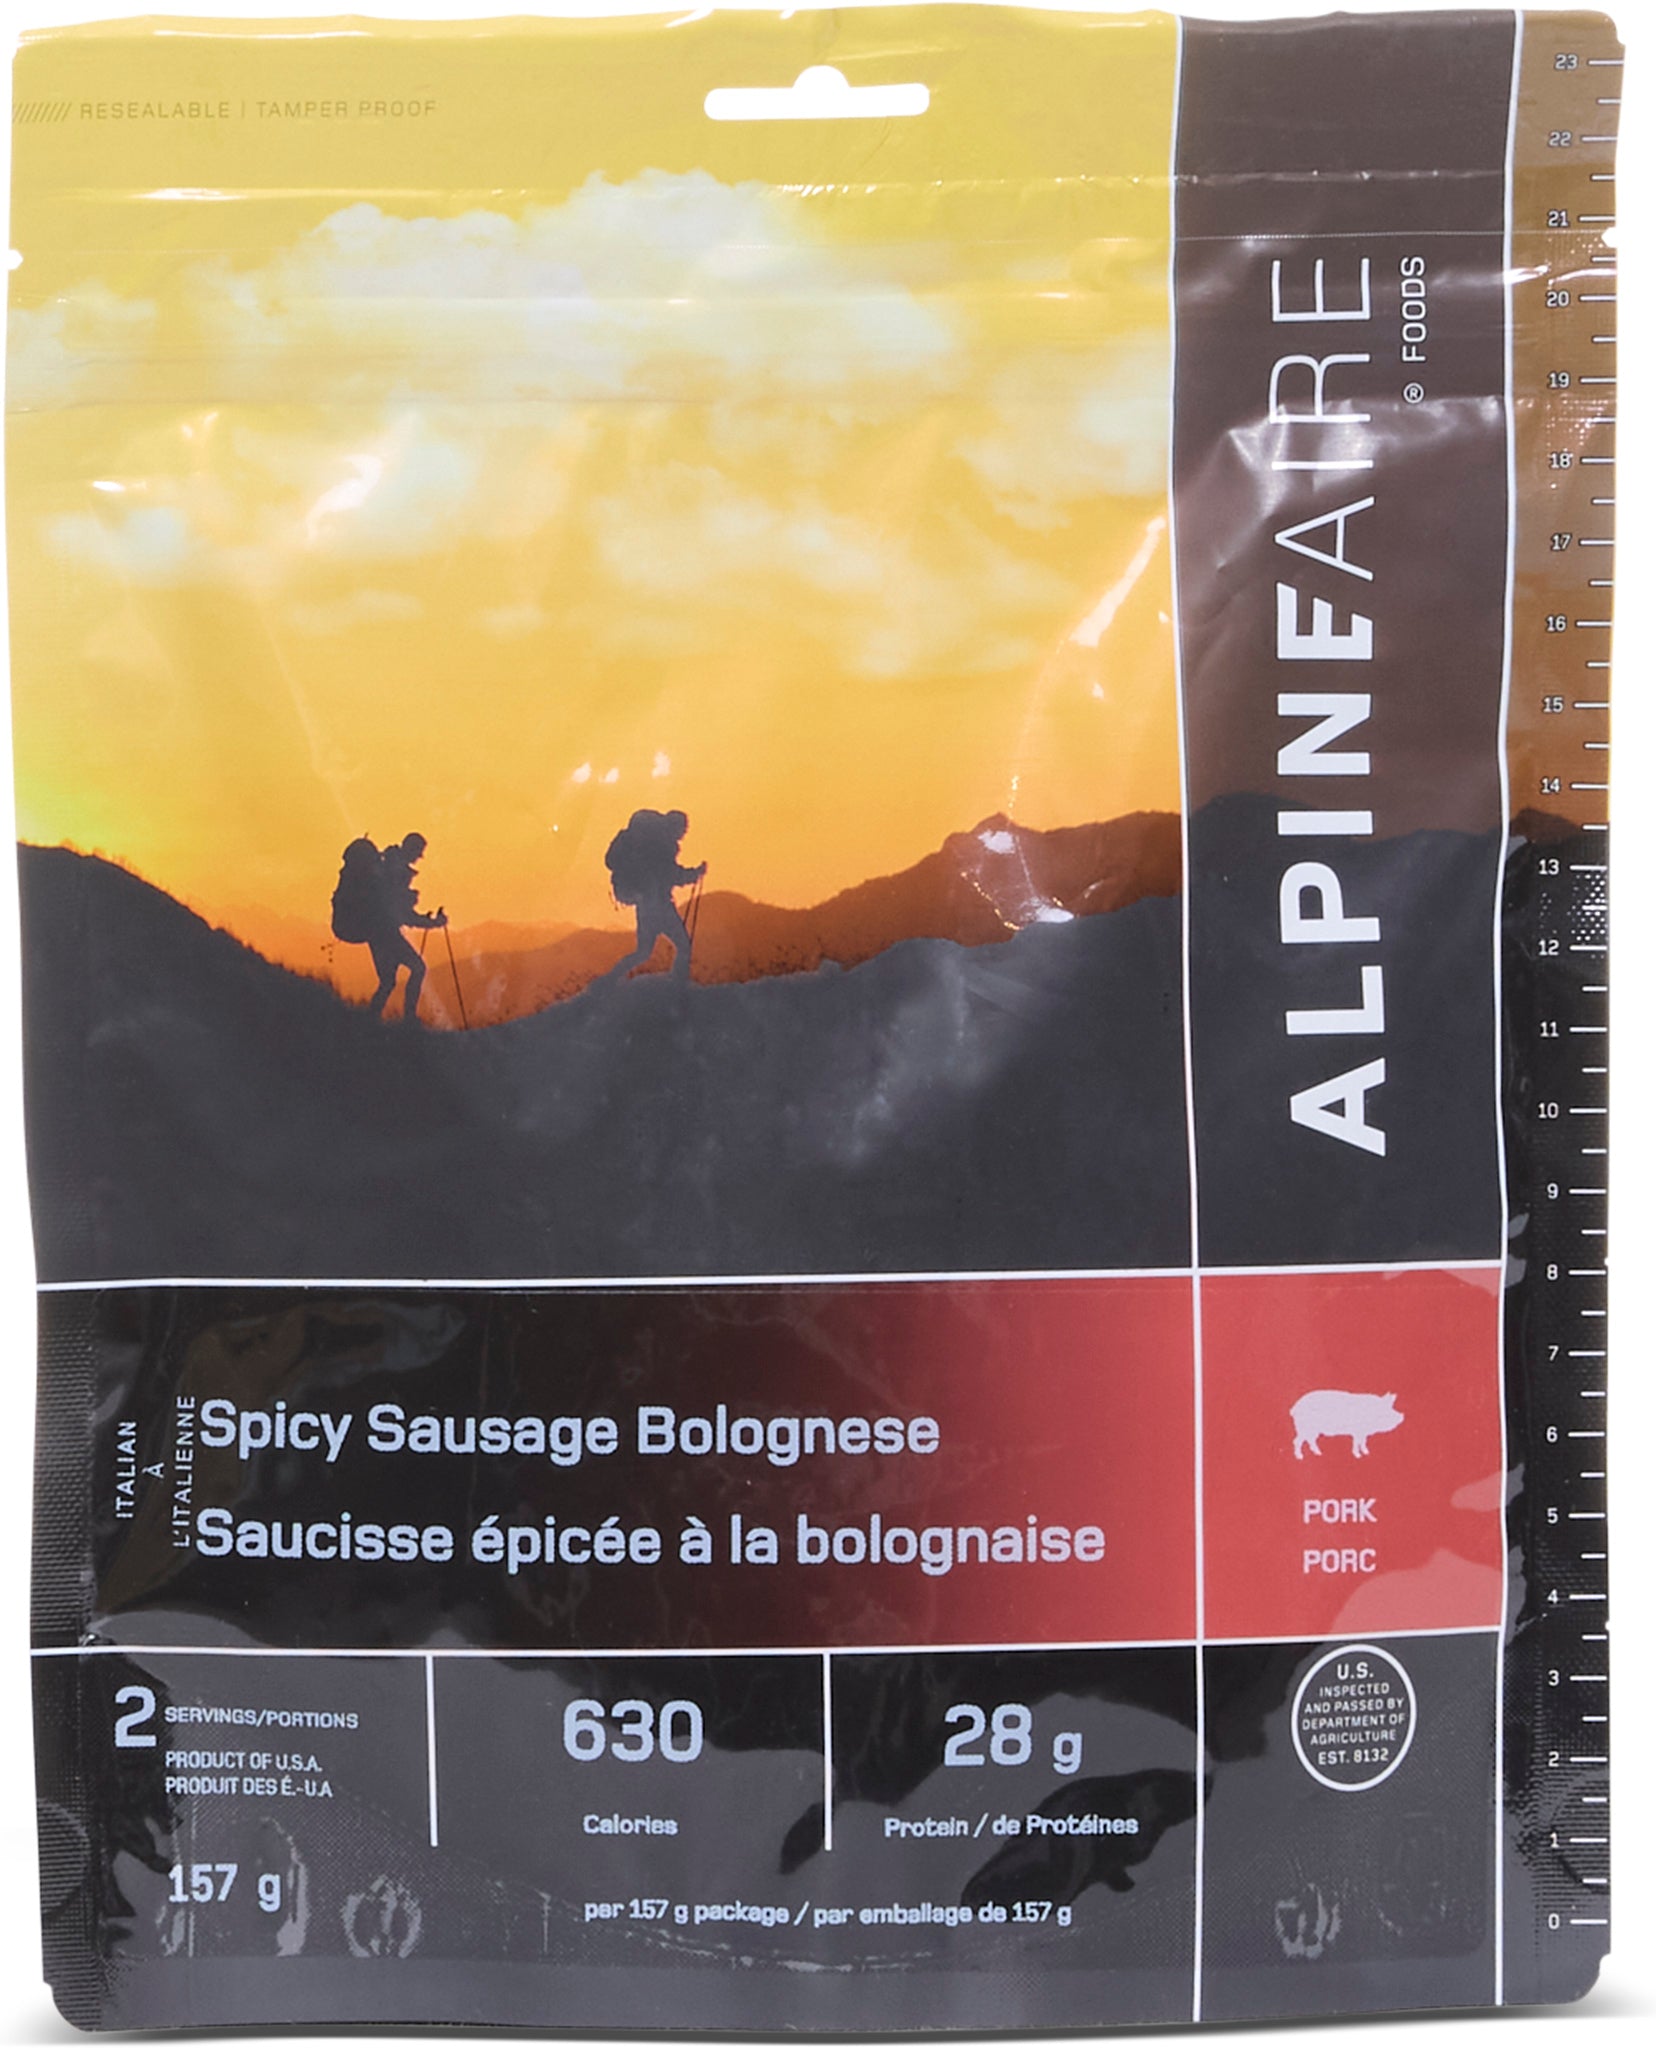 RESEALABLE | TAMPER PROOF
ALPINEAIRE
® FOODS
23
22
21
20
19
18
17
16
15
14
13
12
11
10
9
8
7
6
5
4
3
2
1
0
ITALIAN
À
L'ITALIENNE
Spicy Sausage Bolognese
Saucisse épicée à la bolognaise
PORK
PORC
2 SERVINGS/PORTIONS
PRODUCT OF U.S.A.
PRODUIT DES É.-U.A
157 g
630
Calories
28 g
Protein / de Protéines
per 157 g package / par emballage de 157 g
U.S.
INSPECTED
AND PASSED BY
DEPARTMENT OF
AGRICULTURE
EST. 8132